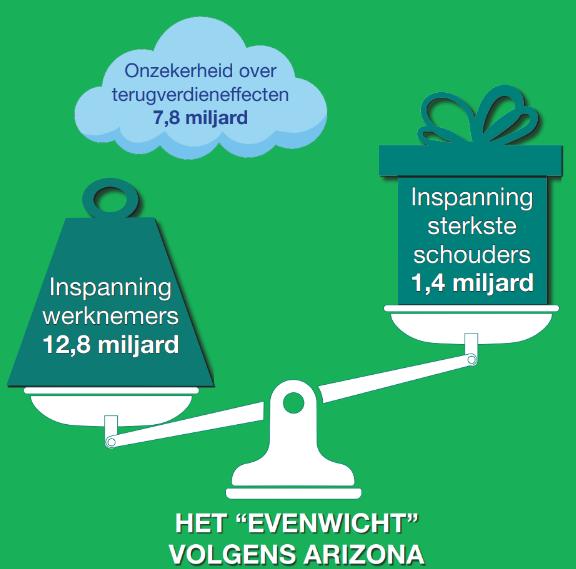 Onzekerheid over
terugverdieneffecten
7,8 miljard
Inspanning
sterkste
schouders
1,4 miljard
Inspanning
werknemers
12,8 miljard
HET “EVENWICHT”
VOLGENS ARIZONA